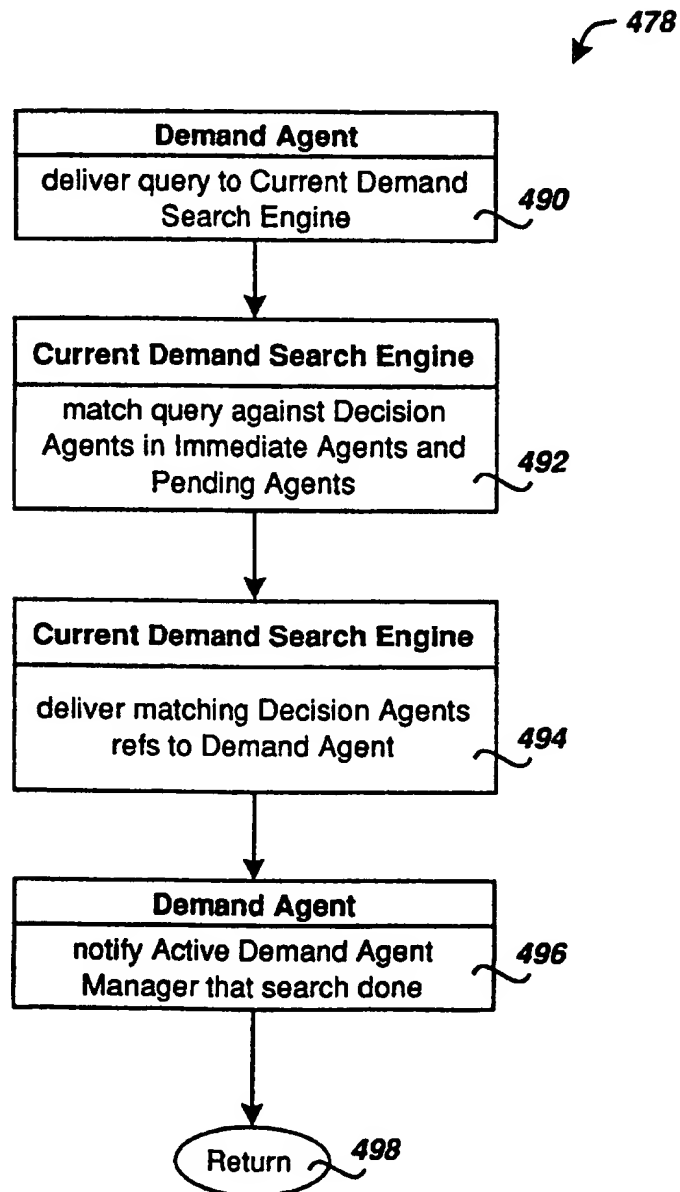 478
Demand Agent
deliver query to Current Demand
Search Engine
490
Current Demand Search Engine
match query against Decision
Agents in Immediate Agents and
Pending Agents
492
Current Demand Search Engine
deliver matching Decision Agents
refs to Demand Agent
494
Demand Agent
notify Active Demand Agent
Manager that search done
496
Return
498